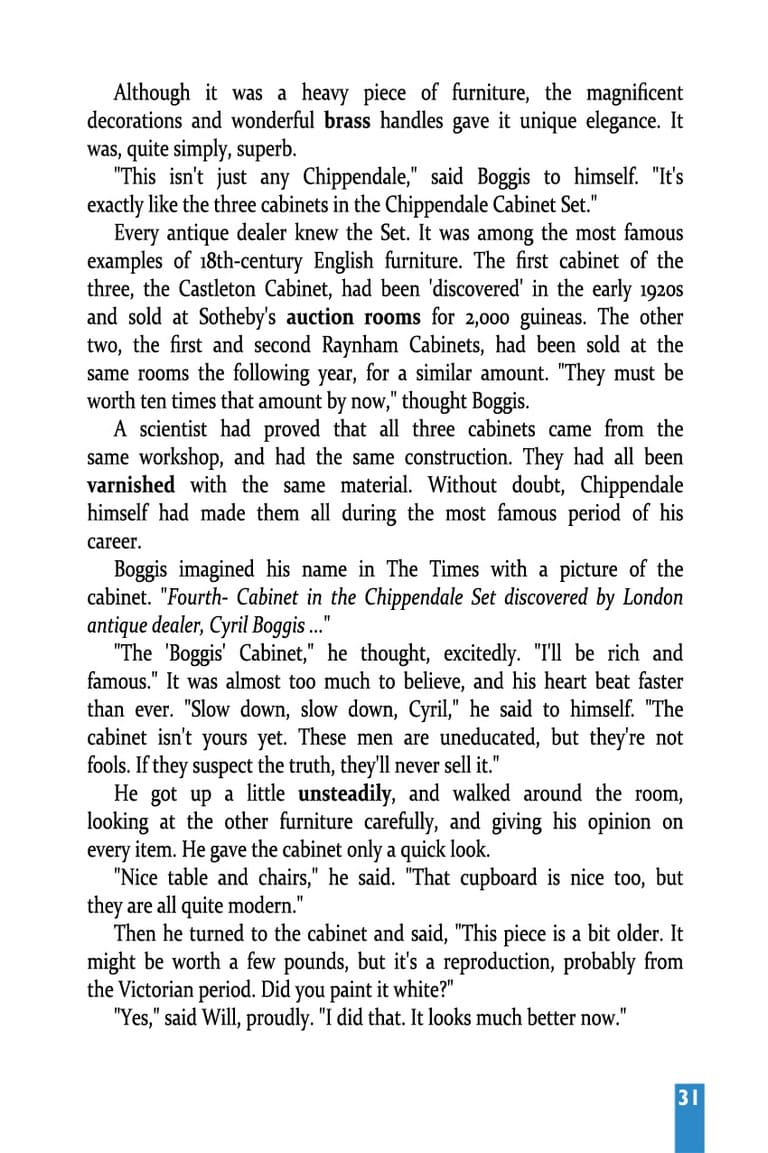 Although it was a heavy piece of furniture, the magnificent
decorations and wonderful brass handles gave it unique elegance. It
was, quite simply, superb.
"This isn't just any Chippendale," said Boggis to himself. "It's
exactly like the three cabinets in the Chippendale Cabinet Set."
Every antique dealer knew the Set. It was among the most famous
examples of 18th-century English furniture. The first cabinet of the
three, the Castleton Cabinet, had been 'discovered' in the early 1920s
and sold at Sotheby's auction rooms for 2,000 guineas. The other
two, the first and second Raynham Cabinets, had been sold at the
same rooms the following year, for a similar amount. "They must be
worth ten times that amount by now," thought Boggis.
A scientist had proved that all three cabinets came from the
same workshop, and had the same construction. They had all been
varnished with the same material. Without doubt, Chippendale
himself had made them all during the most famous period of his
career.
Boggis imagined his name in The Times with a picture of the
cabinet. "Fourth- Cabinet in the Chippendale Set discovered by London
antique dealer, Cyril Boggis ..."
"The 'Boggis' Cabinet," he thought, excitedly. "I'll be rich and
famous." It was almost too much to believe, and his heart beat faster
than ever. "Slow down, slow down, Cyril," he said to himself. "The
cabinet isn't yours yet. These men are uneducated, but they're not
fools. If they suspect the truth, they'll never sell it."
He got up a little unsteadily, and walked around the room,
looking at the other furniture carefully, and giving his opinion on
every item. He gave the cabinet only a quick look.
"Nice table and chairs," he said. "That cupboard is nice too, but
they are all quite modern."
Then he turned to the cabinet and said, "This piece is a bit older. It
might be worth a few pounds, but it's a reproduction, probably from
the Victorian period. Did you paint it white?"
"Yes," said Will, proudly. "I did that. It looks much better now."
31